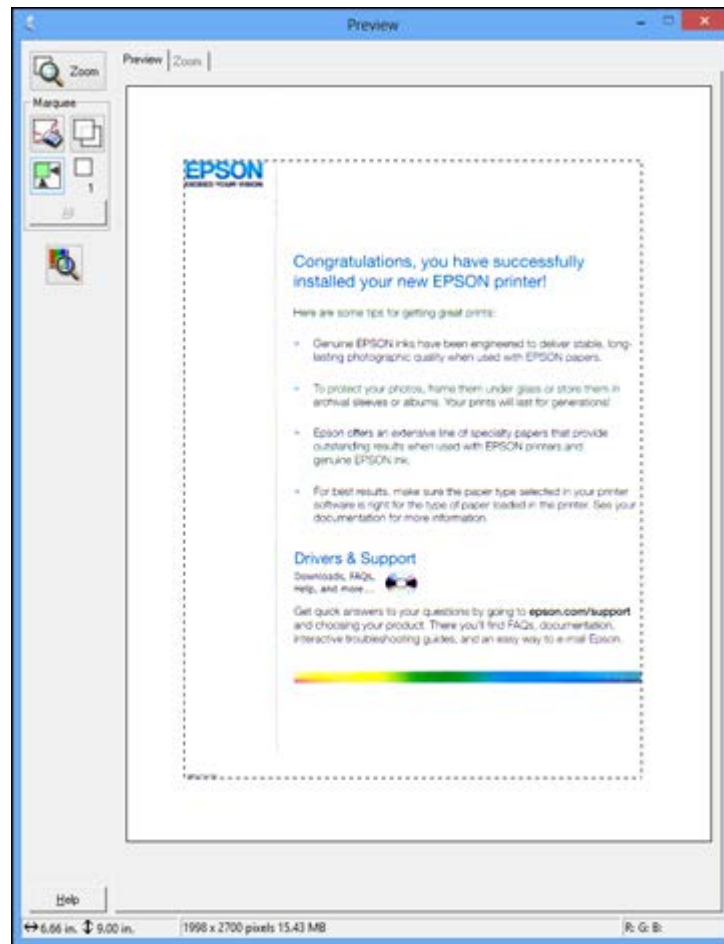 Preview
Zoom
Preview
Zoom
Marquee
1
EPSON
EXCEED YOUR VISION
Congratulations, you have successfully
installed your new EPSON printer!
Here are some tips for getting great prints:
Genuine EPSON inks have been engineered to deliver stable, long-
lasting photographic quality when used with EPSON papers.
To protect your photos, frame them under glass or store them in
archival sleeves or albums. Your prints will last for generations!
Epson offers an extensive line of specialty papers that provide
outstanding results when used with EPSON printers and
genuine EPSON ink.
For best results, make sure the paper type selected in your printer
software is right for the type of paper loaded in the printer. See your
documentation for more information.
Drivers & Support
Downloads, FAQs,
Help, and more...
Get quick answers to your questions by going to epson.com/support
and choosing your product. There you'll find FAQs, documentation,
interactive troubleshooting guides, and an easy way to e-mail Epson.
Help
6.66 in. 9.00 in.
1998 x 2700 pixels 15.43 MB
R: G: B: